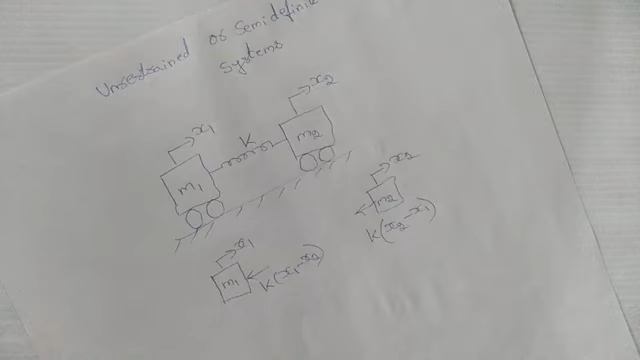 Unrestrained or Semidefinite
Systems
x1
K
x2
m1
m2
x1
m1
K(x1-x2)
x2
m2
K(x2-x1)